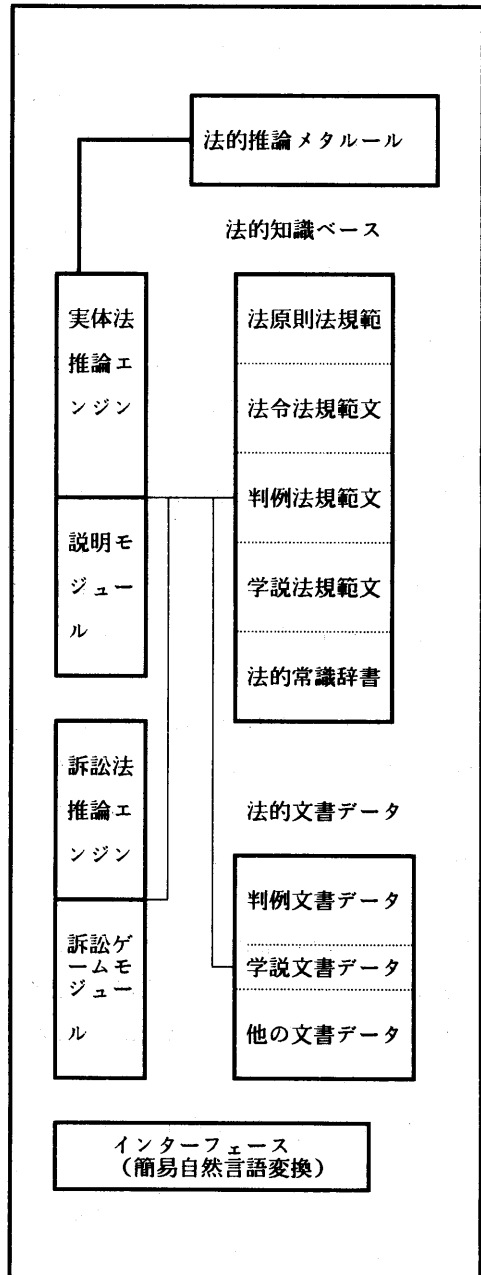 法的推論メタルール
法的知識ベース
実体法
推論エ
ンジン
説明モ
ジュー
ル
法原則法規範
法令法規範文
判例法規範文
学説法規範文
法的常識辞書
訴訟法
推論エ
ンジン
訴訟ゲ
ームモ
ジュー
ル
法的文書データ
判例文書データ
学説文書データ
他の文書データ
インターフェース
(簡易自然言語変換)